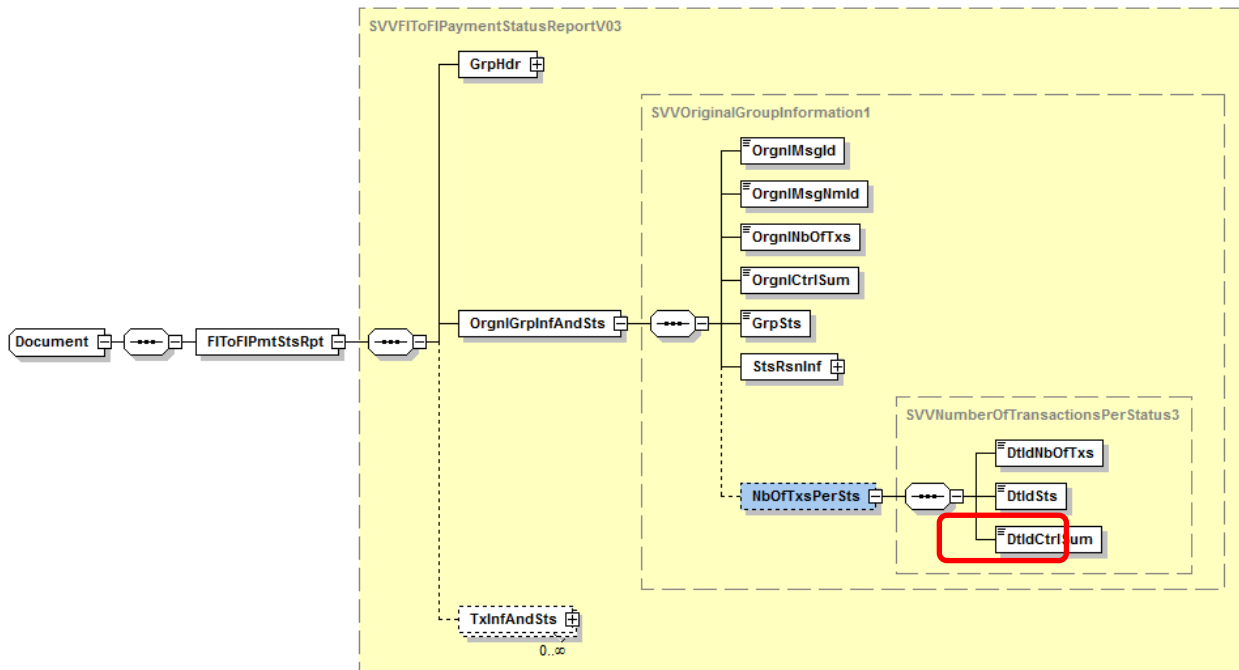 SVVFIToFIPaymentStatusReportV03
GrpHdr
SVVOriginalGroupInformation1
OrgnlMsgId
OrgnlMsgNmId
OrgnlNbOfTxs
OrgnlCtrlSum
Document
FIToFIPmtStsRpt
OrgnlGrpInfAndSts
GrpSts
StsRsnInf
SVVNumberOfTransactionsPerStatus3
DtldNbOfTxs
NbOfTxsPerSts
DtldSts
DtldCtrlSum
TxInfAndSts
0..∞